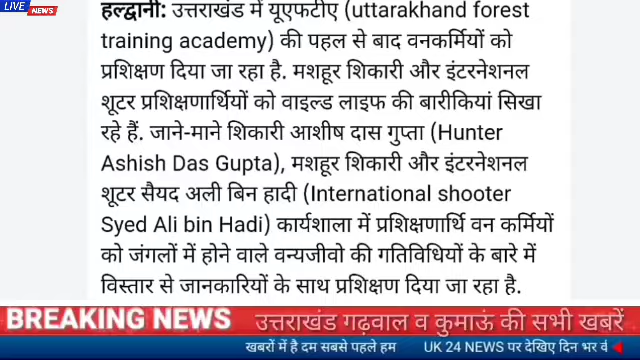 LIVE
NEWS
हल्द्वानी: उत्तराखंड में यूएफटीए (uttarakhand forest
training academy) की पहल से बाद वनकर्मियों को
प्रशिक्षण दिया जा रहा है. मशहूर शिकारी और इंटरनेशनल
शूटर प्रशिक्षणार्थियों को वाइल्ड लाइफ की बारीकियां सिखा
रहे हैं. जाने-माने शिकारी आशीष दास गुप्ता (Hunter
Ashish Das Gupta), मशहूर शिकारी और इंटरनेशनल
शूटर सैयद अली बिन हादी (International shooter
Syed Ali bin Hadi) कार्यशाला में प्रशिक्षणार्थि वन कर्मियों
को जंगलों में होने वाले वन्यजीवो की गतिविधियों के बारे में
विस्तार से जानकारियों के साथ प्रशिक्षण दिया जा रहा है.
BREAKING NEWS उत्तराखंड गढ़वाल व कुमाऊं की सभी खबरें
खबरों में है दम सबसे पहले हम UK 24 NEWS पर देखिए दिन भर की